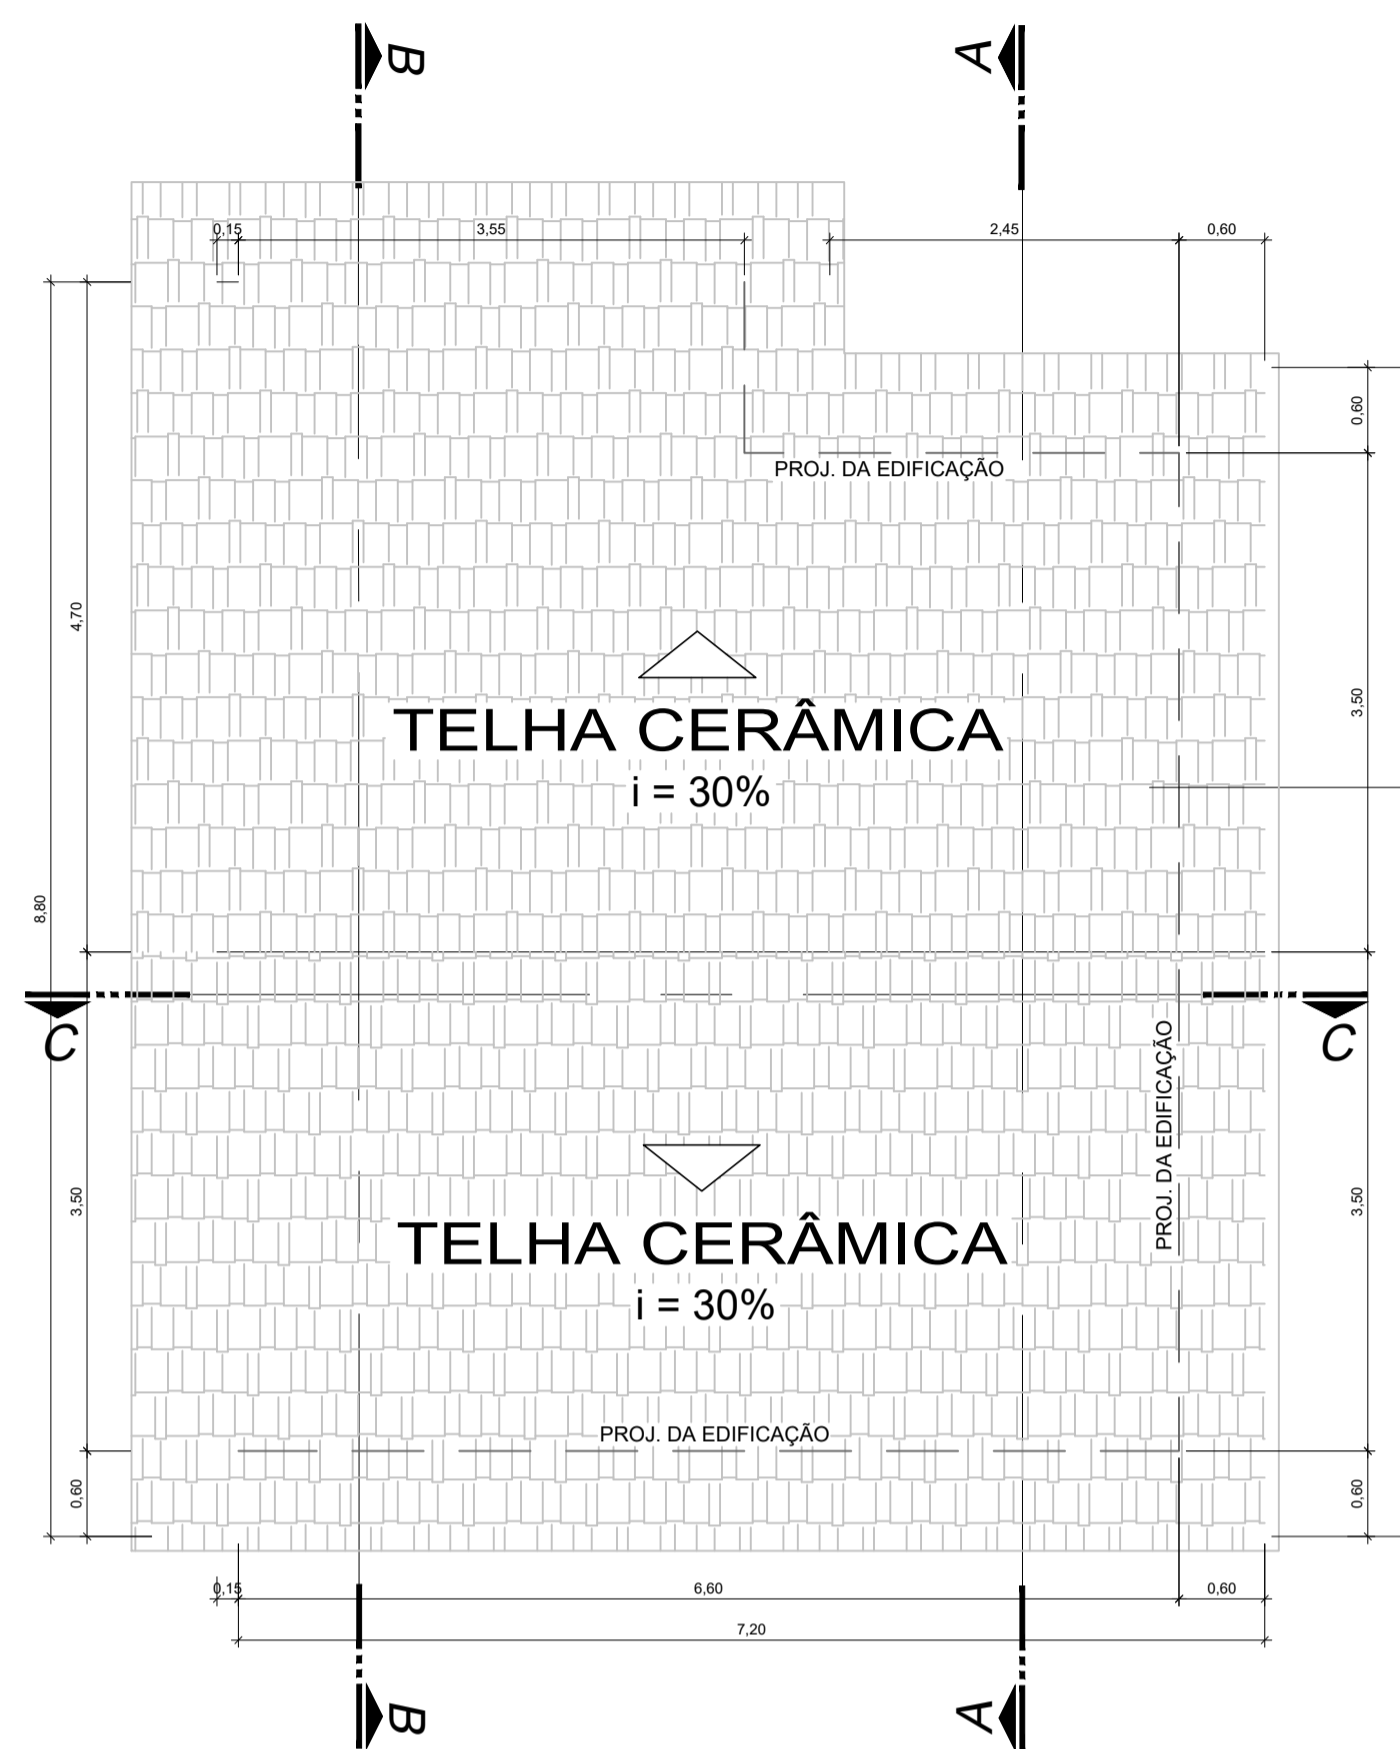 B
A
0,15
3,55
2,45
0,60
0,60
PROJ. DA EDIFICAÇÃO
4,70
3,50
TELHA CERÂMICA
i = 30%
8,80
C
C
PROJ. DA EDIFICAÇÃO
3,50
3,50
TELHA CERÂMICA
i = 30%
PROJ. DA EDIFICAÇÃO
0,60
0,60
0,15
6,60
0,60
7,20
B
A